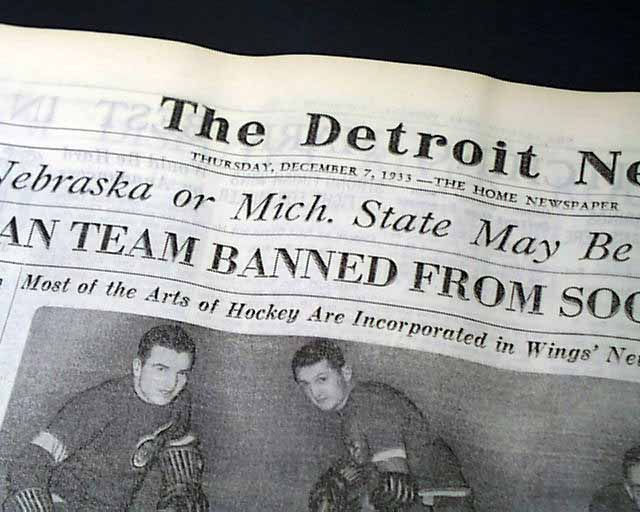 The Detroit Ne
THURSDAY, DECEMBER 7, 1933—THE HOME NEWSPAPER
Nebraska or Mich. State May Be
AN TEAM BANNED FROM SOC
Most of the Arts of Hockey Are Incorporated in Wings' Ne